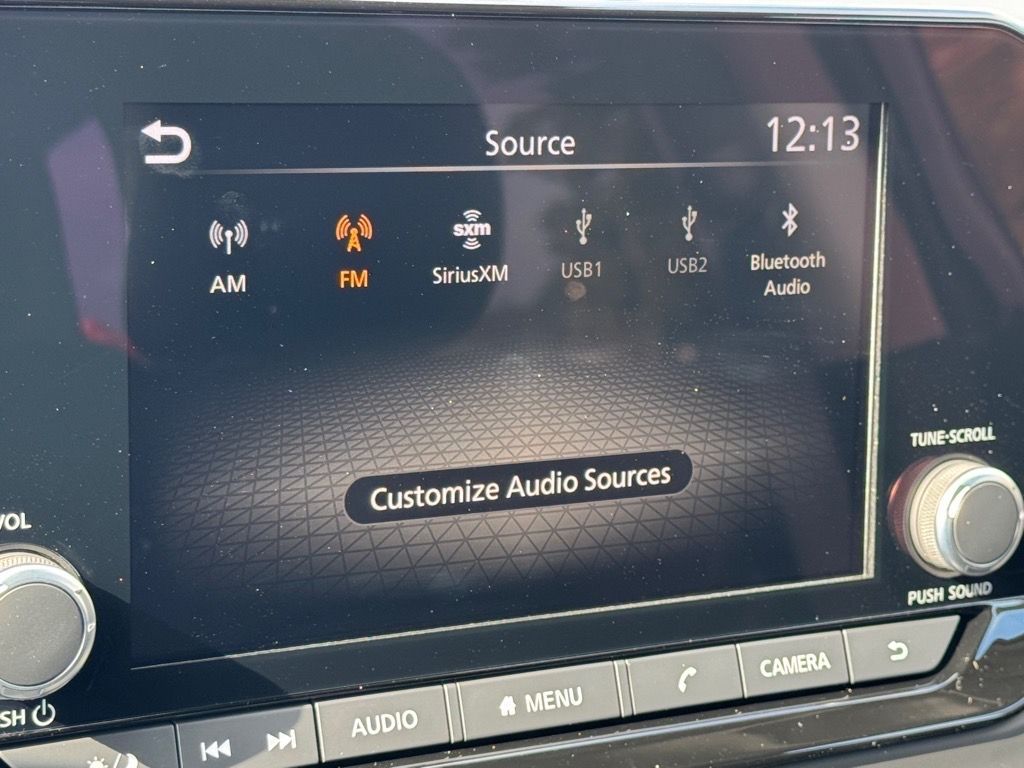 Source
12:13
AM
FM
sxm
SiriusXM
USB1
USB2
Bluetooth
Audio
Customize Audio Sources
TUNE·SCROLL
VOL
PUSH SOUND
SH
AUDIO
MENU
CAMERA